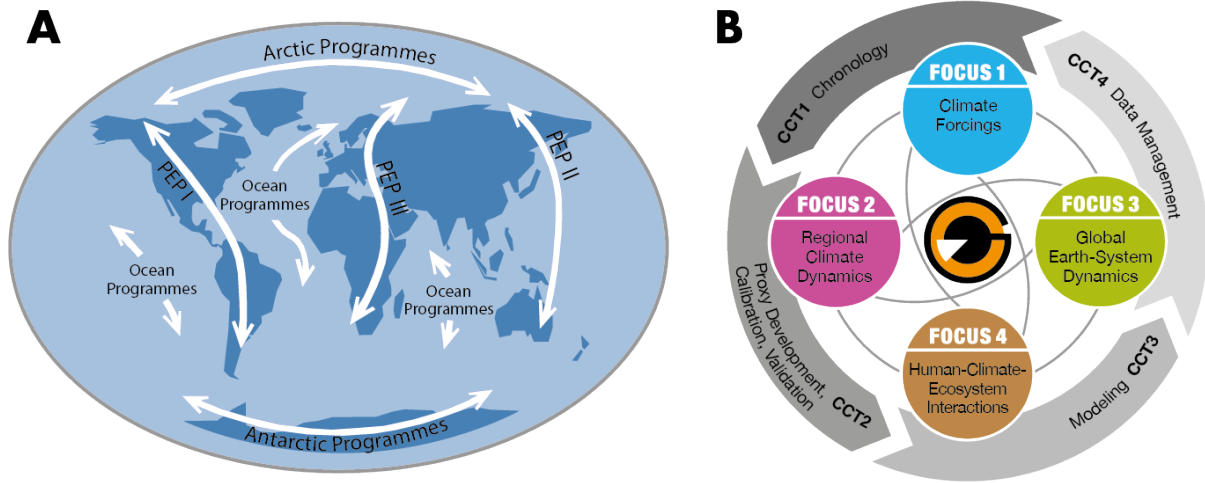 A
Arctic Programmes
PEP I
Ocean
Programmes
PEP III
PEP II
Ocean
Programmes
Ocean
Programmes
Antarctic Programmes
B
CCT1 Chronology
CCT4 Data Management
FOCUS 1
Climate
Forcings
FOCUS 2
Regional
Climate
Dynamics
FOCUS 3
Global
Earth-System
Dynamics
FOCUS 4
Human-Climate-
Ecosystem
Interactions
Proxy Development,
Calibration, Validation
CCT2
Modeling CCT3